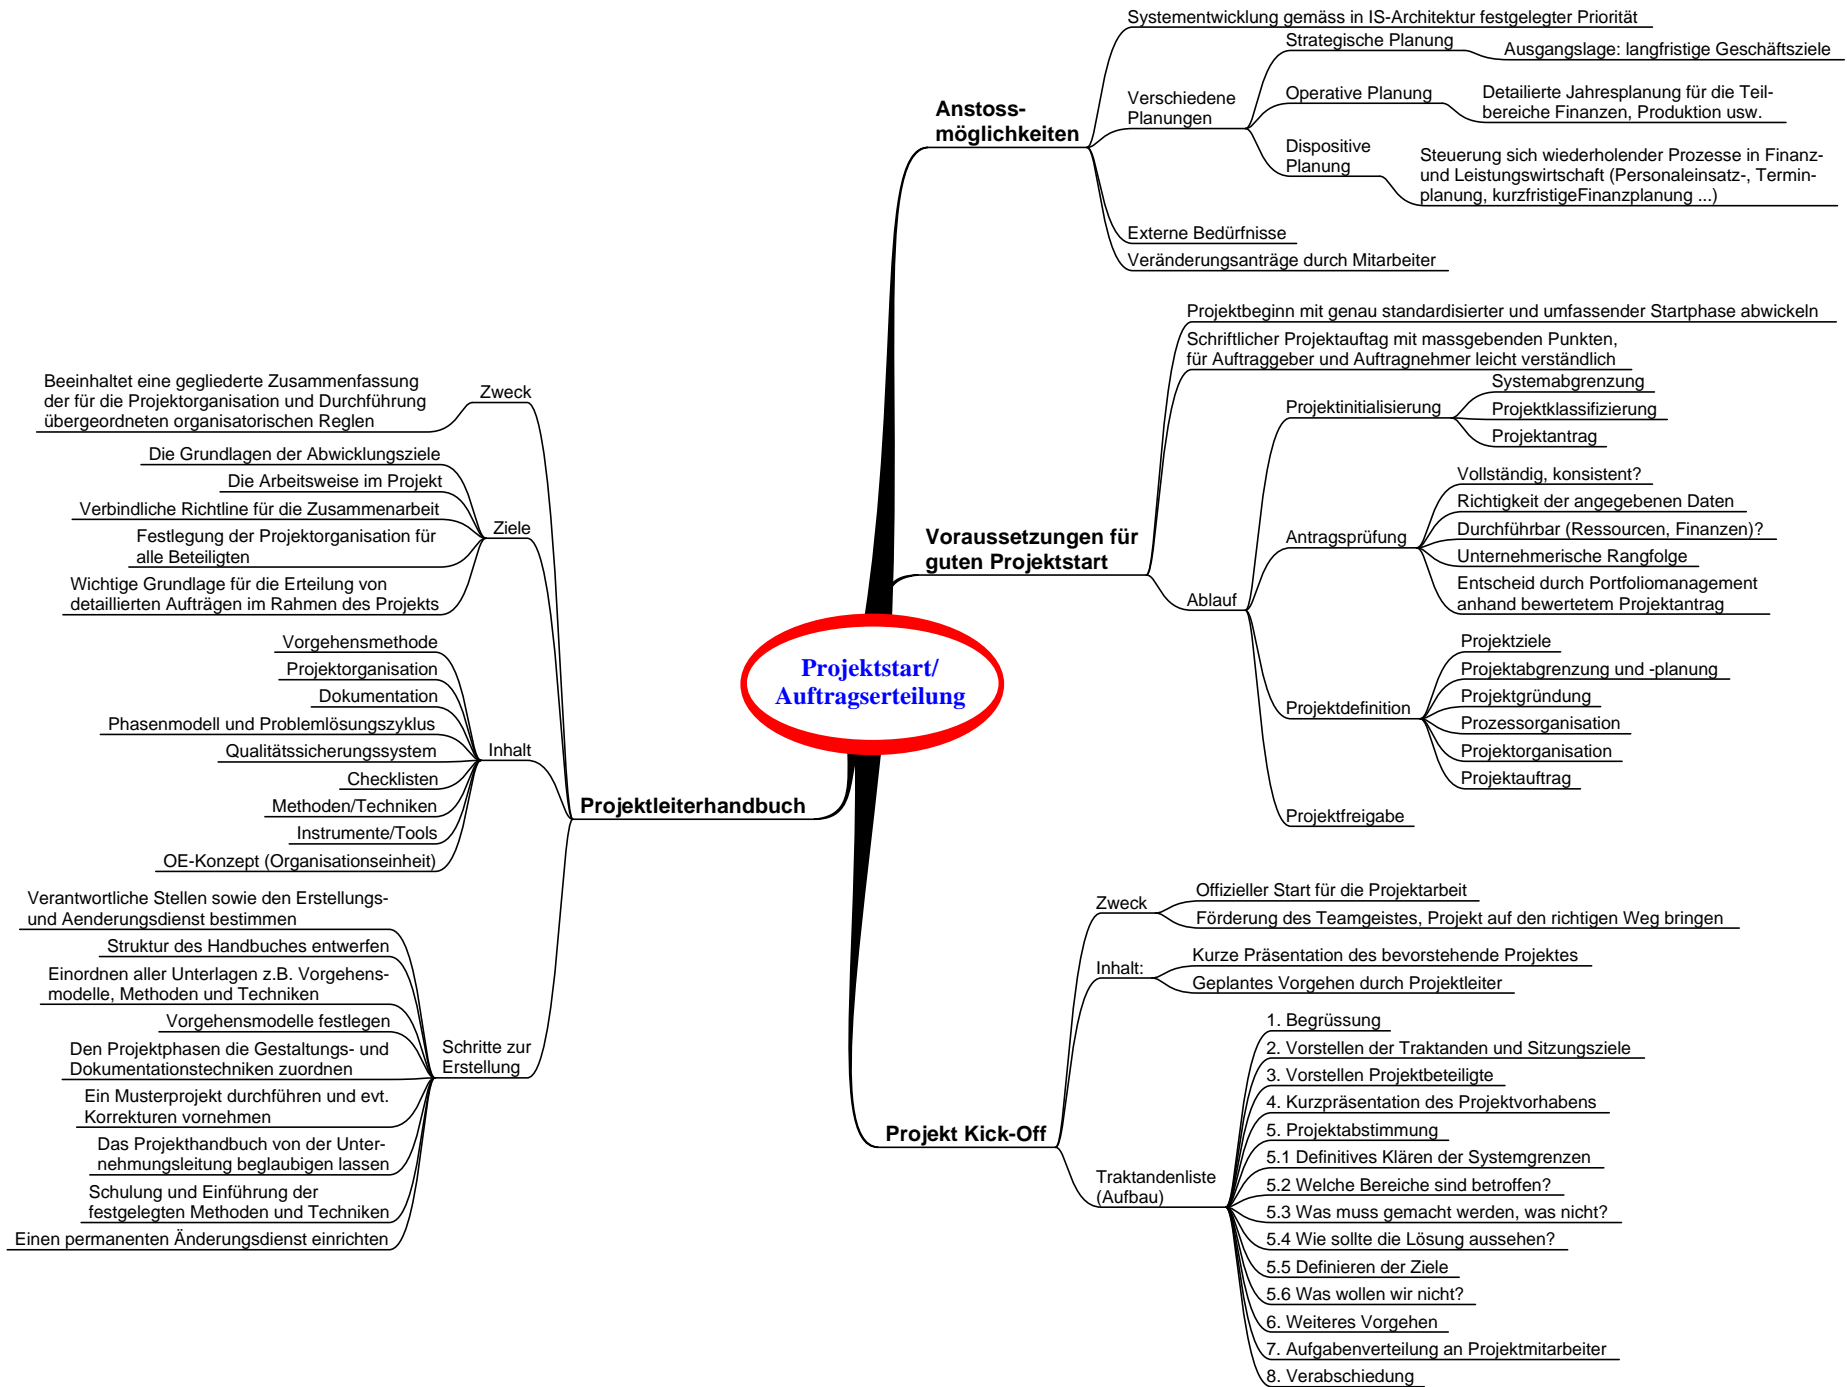 Projektstart/
Auftragserteilung
Anstoss-
möglichkeiten
Systementwicklung gemäss in IS-Architektur festgelegter Priorität
Verschiedene
Planungen
Strategische Planung
Ausgangslage: langfristige Geschäftsziele
Operative Planung
Detailierte Jahresplanung für die Teil-
bereiche Finanzen, Produktion usw.
Dispositive
Planung
Steuerung sich wiederholender Prozesse in Finanz-
und Leistungswirtschaft (Personaleinsatz-, Termin-
planung, kurzfristigeFinanzplanung ...)
Externe Bedürfnisse
Veränderungsanträge durch Mitarbeiter
Voraussetzungen für
guten Projektstart
Projektbeginn mit genau standardisierter und umfassender Startphase abwickeln
Schriftlicher Projektauftag mit massgebenden Punkten,
für Auftraggeber und Auftragnehmer leicht verständlich
Ablauf
Projektinitialisierung
Systemabgrenzung
Projektklassifizierung
Projektantrag
Antragsprüfung
Vollständig, konsistent?
Richtigkeit der angegebenen Daten
Durchführbar (Ressourcen, Finanzen)?
Unternehmerische Rangfolge
Entscheid durch Portfoliomanagement
anhand bewertetem Projektantrag
Projektdefinition
Projektziele
Projektabgrenzung und -planung
Projektgründung
Prozessorganisation
Projektorganisation
Projektauftrag
Projektfreigabe
Projekt Kick-Off
Zweck
Offizieller Start für die Projektarbeit
Förderung des Teamgeistes, Projekt auf den richtigen Weg bringen
Inhalt:
Kurze Präsentation des bevorstehende Projektes
Geplantes Vorgehen durch Projektleiter
Traktandenliste
(Aufbau)
1. Begrüssung
2. Vorstellen der Traktanden und Sitzungsziele
3. Vorstellen Projektbeteiligte
4. Kurzpräsentation des Projektvorhabens
5. Projektabstimmung
5.1 Definitives Klären der Systemgrenzen
5.2 Welche Bereiche sind betroffen?
5.3 Was muss gemacht werden, was nicht?
5.4 Wie sollte die Lösung aussehen?
5.5 Definieren der Ziele
5.6 Was wollen wir nicht?
6. Weiteres Vorgehen
7. Aufgabenverteilung an Projektmitarbeiter
8. Verabschiedung
Projektleiterhandbuch
Zweck
Beeinhaltet eine gegliederte Zusammenfassung
der für die Projektorganisation und Durchführung
übergeordneten organisatorischen Reglen
Ziele
Die Grundlagen der Abwicklungsziele
Die Arbeitsweise im Projekt
Verbindliche Richtline für die Zusammenarbeit
Festlegung der Projektorganisation für
alle Beteiligten
Wichtige Grundlage für die Erteilung von
detaillierten Aufträgen im Rahmen des Projekts
Inhalt
Vorgehensmethode
Projektorganisation
Dokumentation
Phasenmodell und Problemlösungszyklus
Qualitätssicherungssystem
Checklisten
Methoden/Techniken
Instrumente/Tools
OE-Konzept (Organisationseinheit)
Schritte zur
Erstellung
Verantwortliche Stellen sowie den Erstellungs-
und Aenderungsdienst bestimmen
Struktur des Handbuches entwerfen
Einordnen aller Unterlagen z.B. Vorgehens-
modelle, Methoden und Techniken
Vorgehensmodelle festlegen
Den Projektphasen die Gestaltungs- und
Dokumentationstechniken zuordnen
Ein Musterprojekt durchführen und evt.
Korrekturen vornehmen
Das Projekthandbuch von der Unter-
nehmungsleitung beglaubigen lassen
Schulung und Einführung der
festgelegten Methoden und Techniken
Einen permanenten Änderungsdienst einrichten